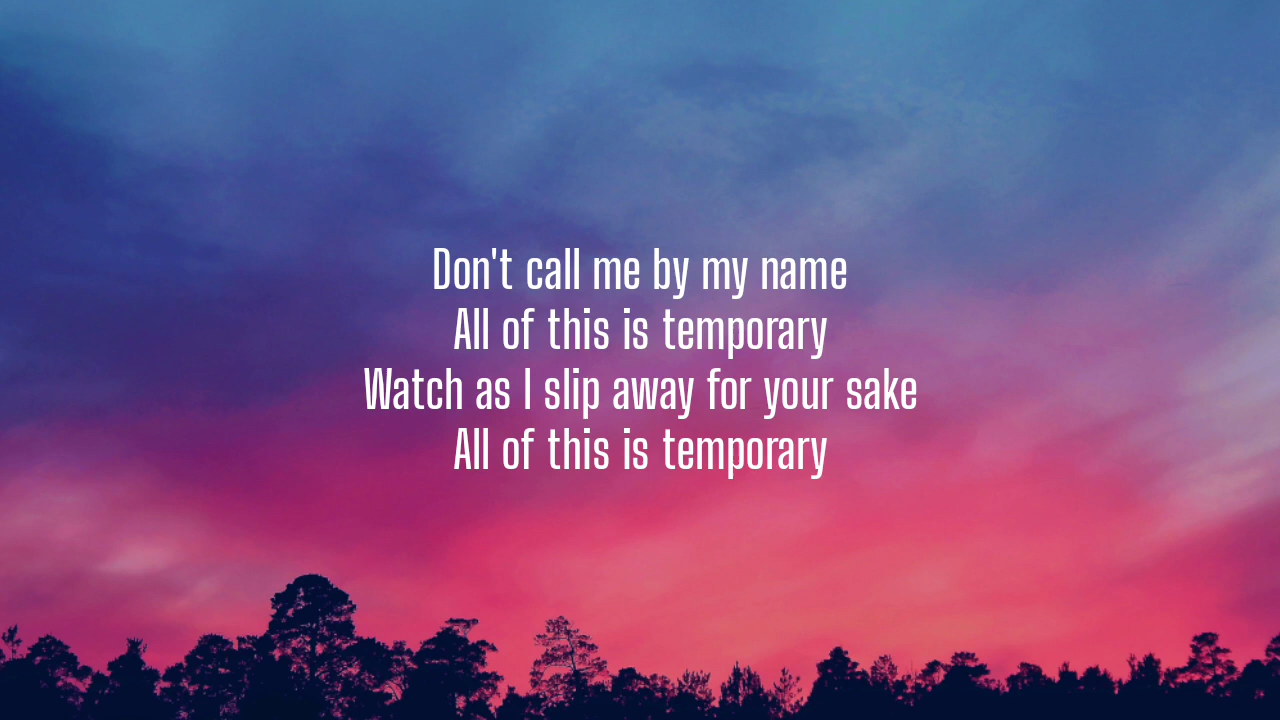 Don't call me by my name
All of this is temporary
Watch as I slip away for your sake
All of this is temporary